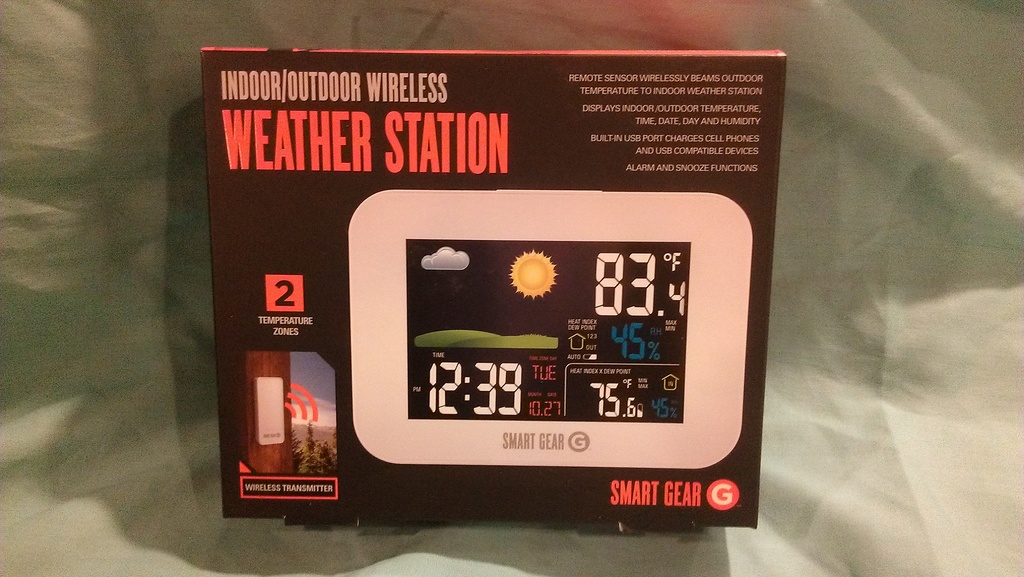 INDOOR/OUTDOOR WIRELESS
WEATHER STATION
REMOTE SENSOR WIRELESSLY BEAMS OUTDOOR
TEMPERATURE TO INDOOR WEATHER STATION
DISPLAYS INDOOR/OUTDOOR TEMPERATURE,
TIME, DATE, DAY AND HUMIDITY
BUILT-IN USB PORT CHARGES CELL PHONES
AND USB COMPATIBLE DEVICES
ALARM AND SNOOZE FUNCTIONS
2
TEMPERATURE
ZONES
WIRELESS TRANSMITTER
83.4 °F
HEAT INDEX
DEW POINT
123
OUT
AUTO
45 RH %
MAX
MIN
TIME
PM 12:39
TUE
MONTH DATE
10.27
HEAT INDEX X DEW POINT
75.6 °F
MIN
MAX
IN
45%
SMART GEAR G
SMART GEAR G